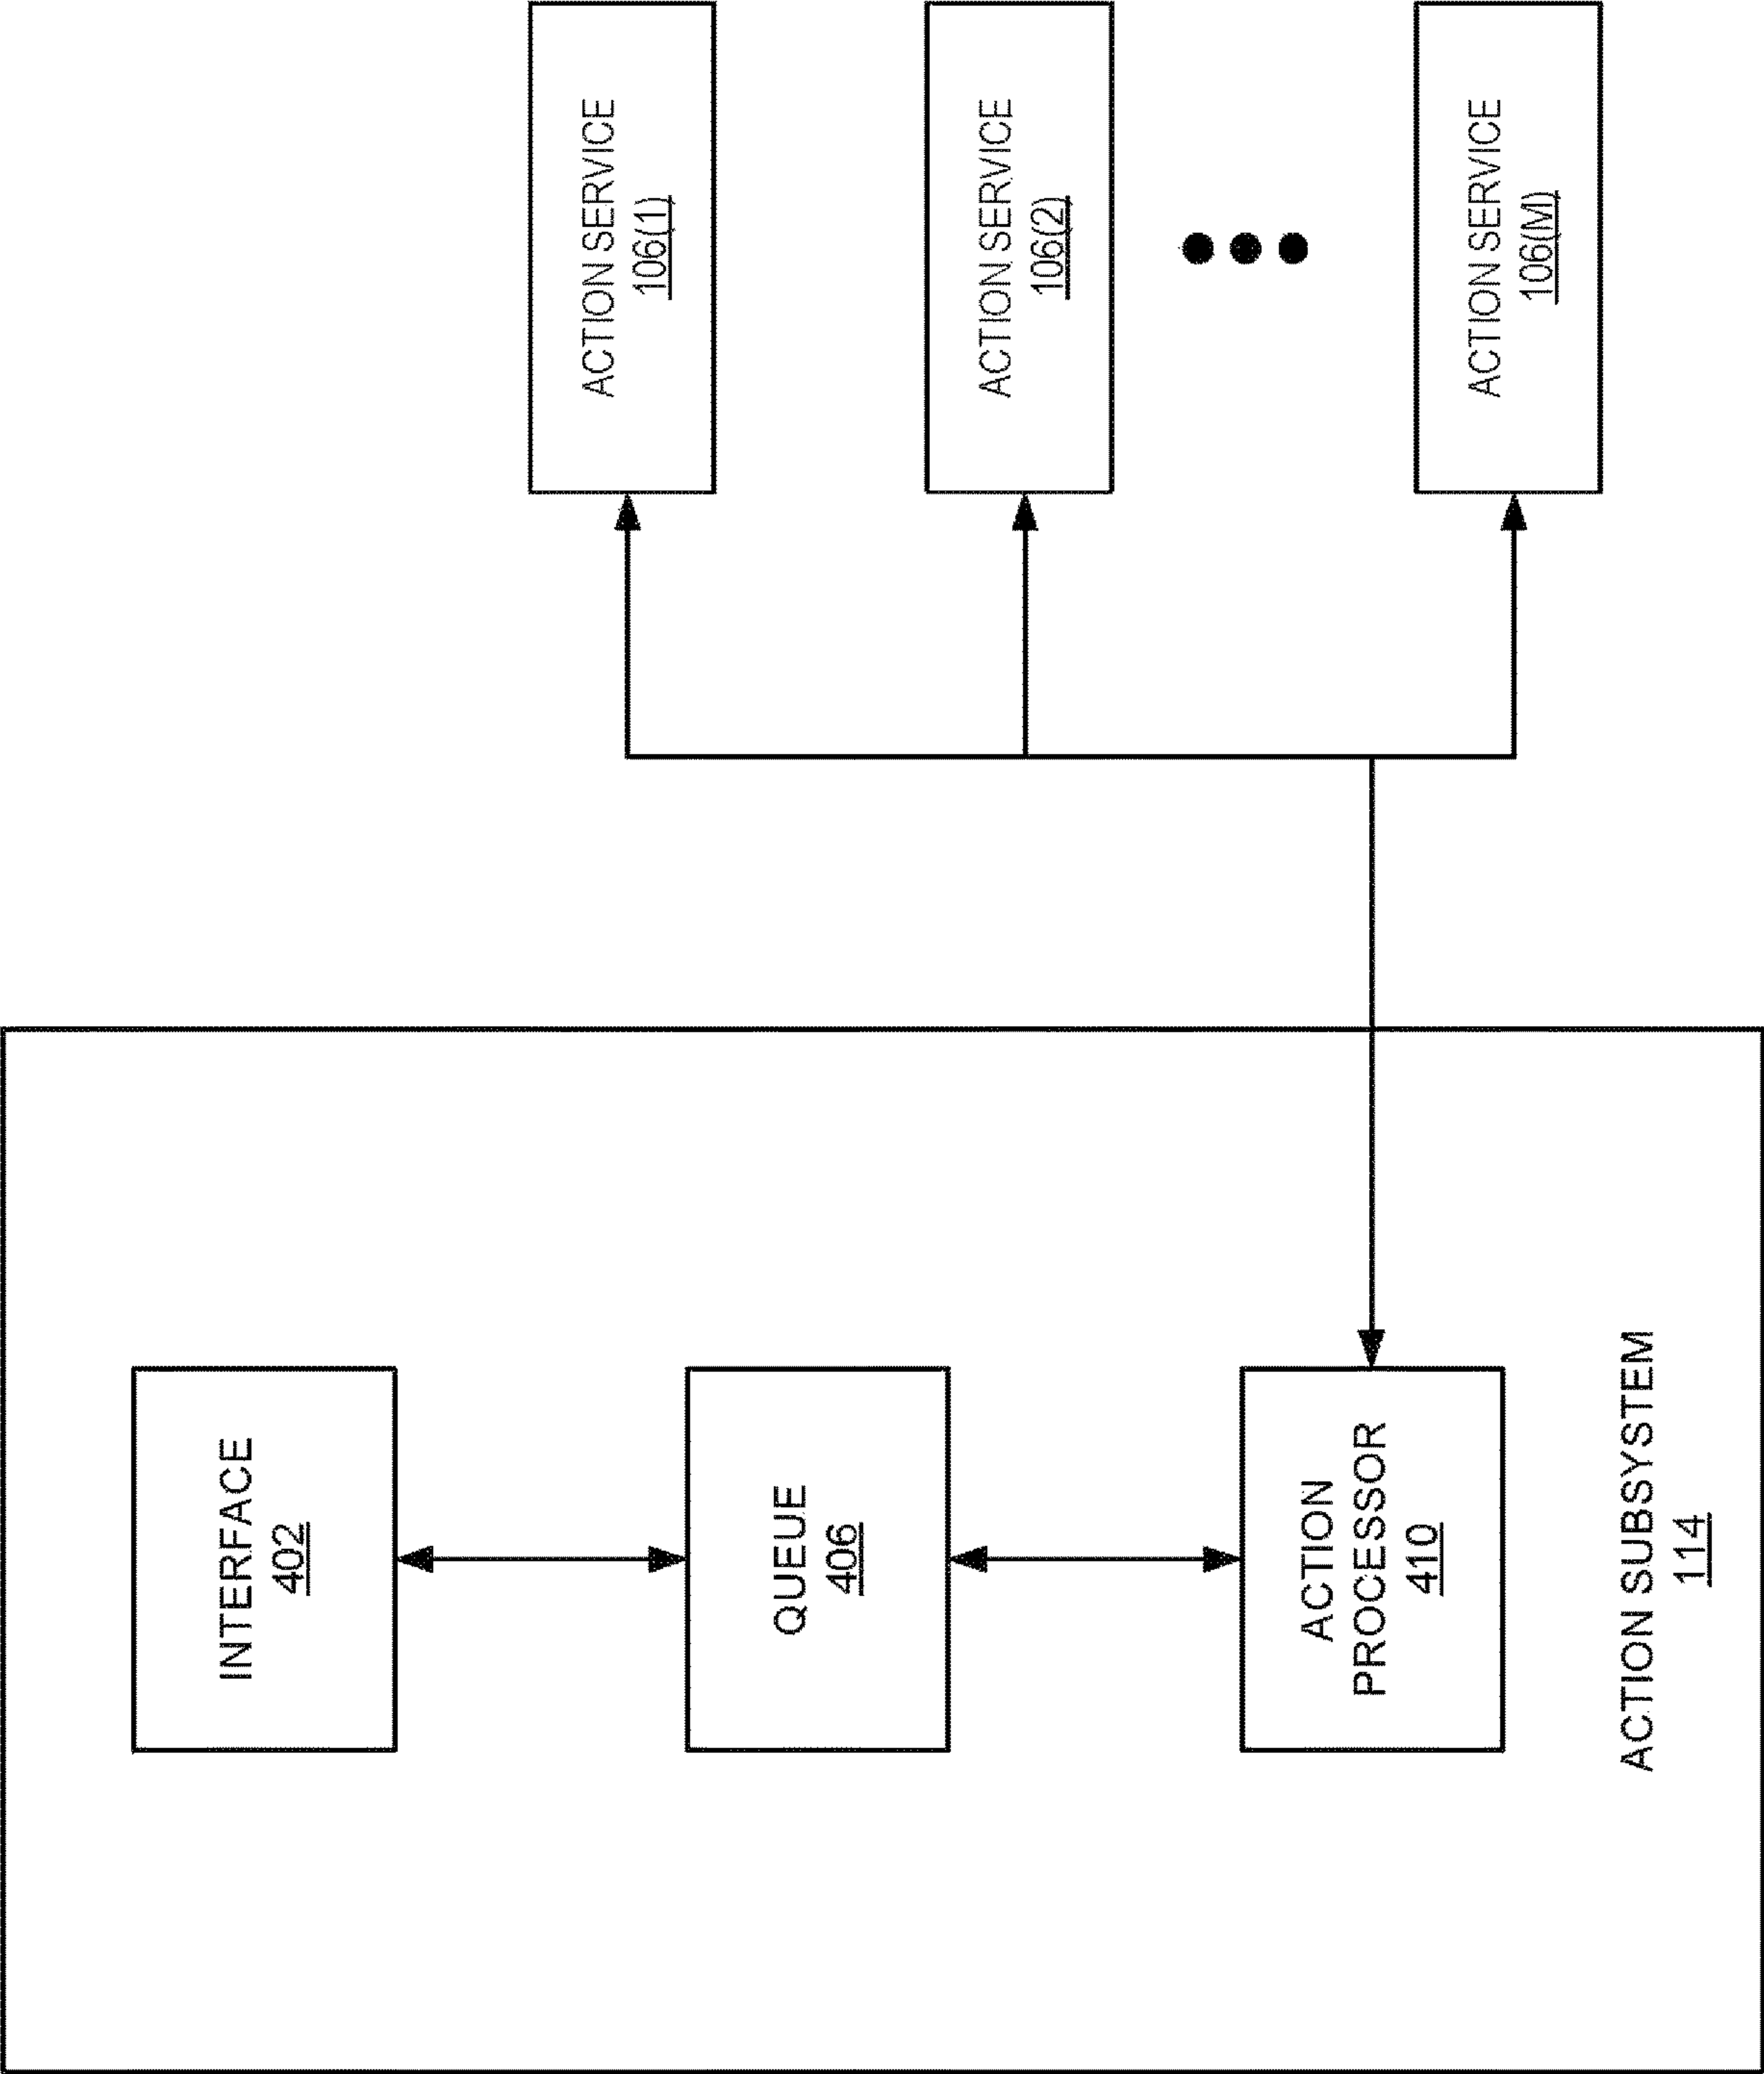 INTERFACE
402
QUEUE
406
ACTION
PROCESSOR
410
ACTION SUBSYSTEM
114
ACTION SERVICE
106(1)
ACTION SERVICE
106(2)
ACTION SERVICE
106(M)